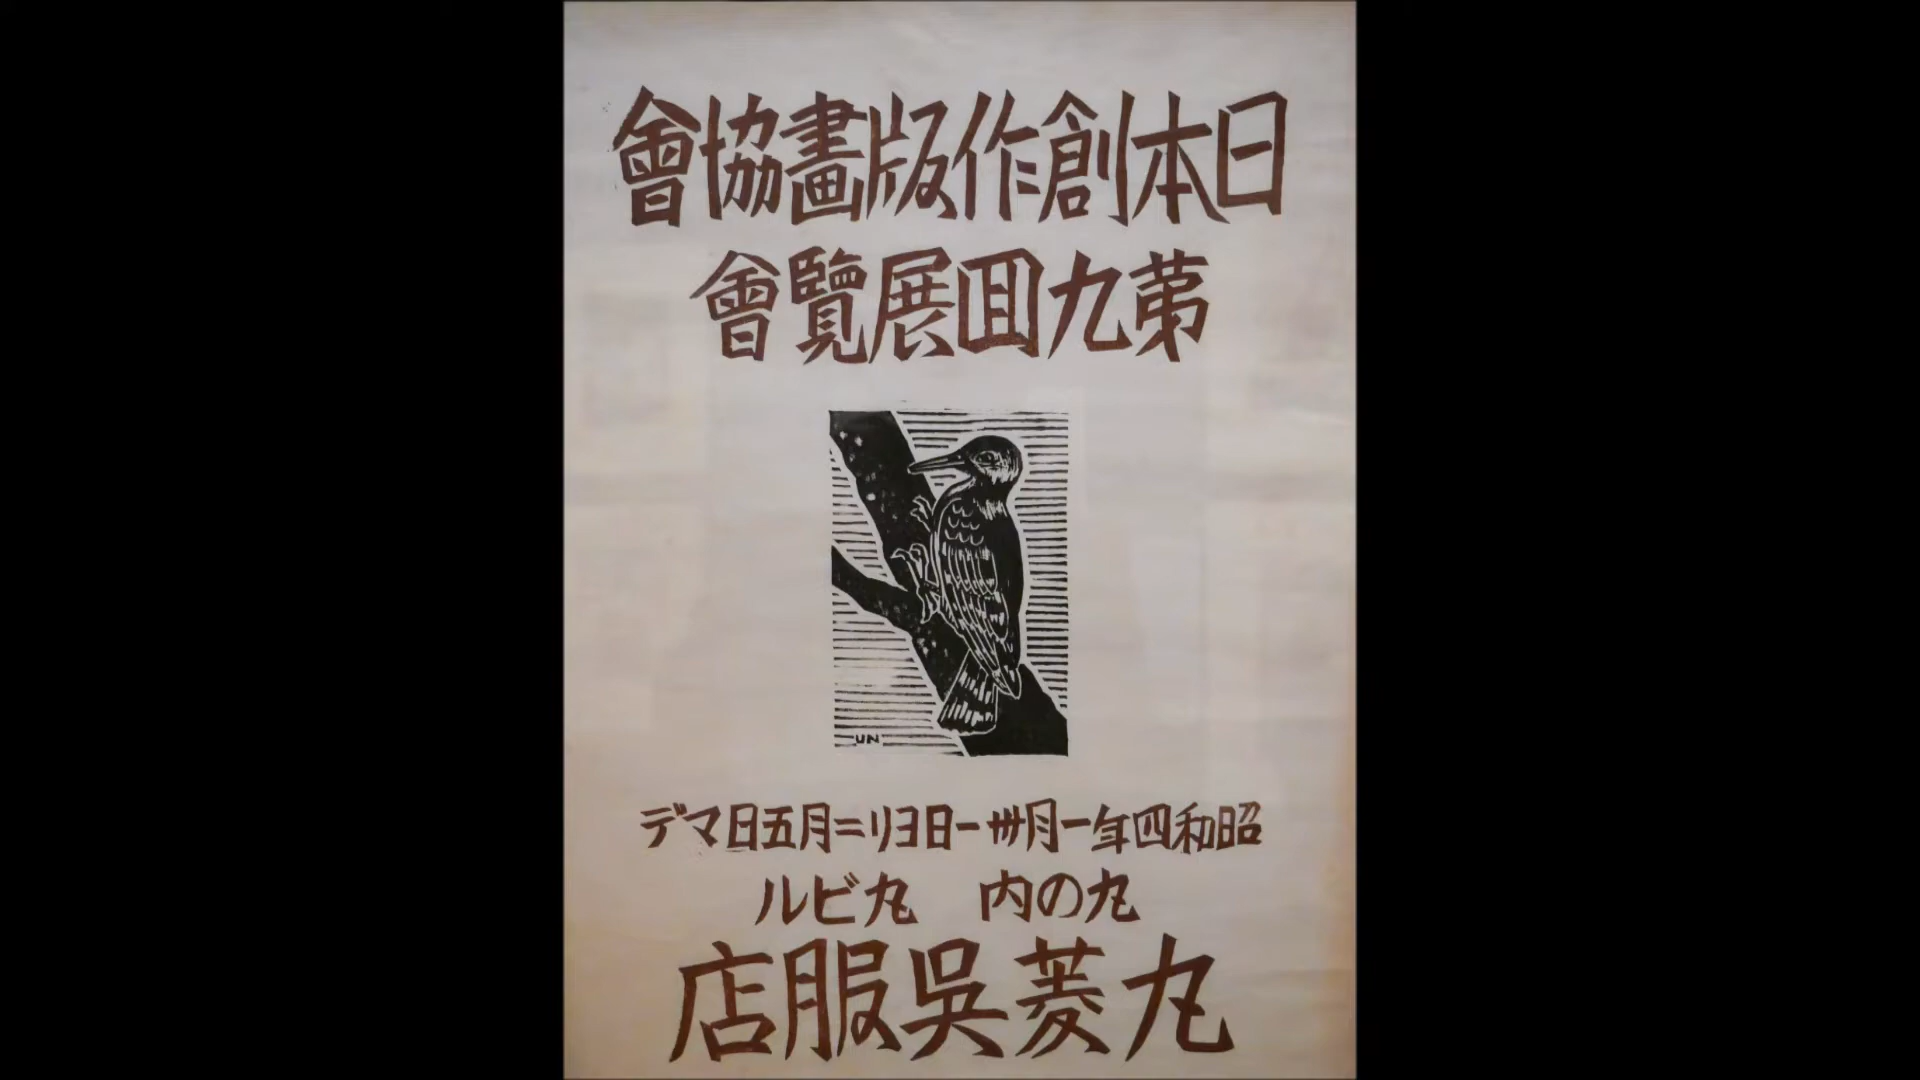 日本創作版畫協會
第九囬展覽會
UN
昭和四年一月卅一日ヨリ二月五日マデ
丸の内 丸ビル
丸菱呉服店